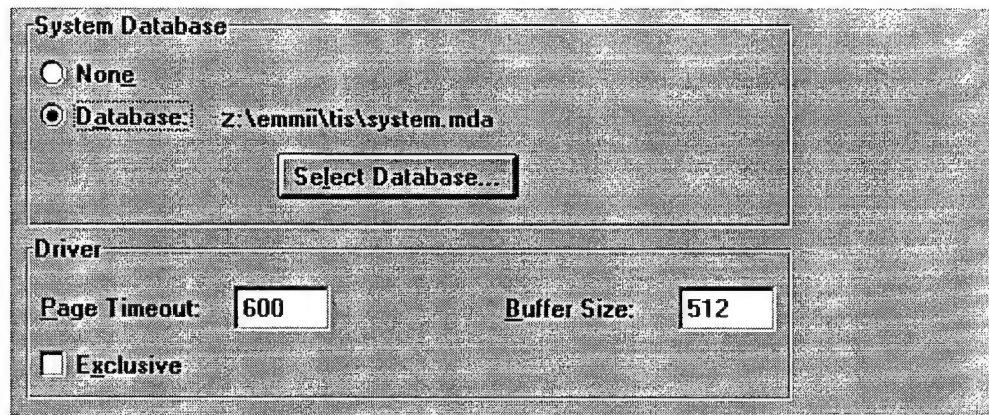 System Database
None
Database: z:\emmii\tis\system.mda
Select Database...
Driver
Page Timeout: 600 Buffer Size: 512
Exclusive